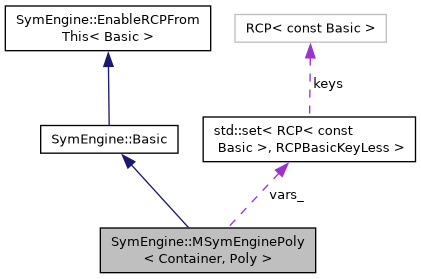 SymEngine::EnableRCPFrom
This< Basic >
RCP< const Basic >
keys
SymEngine::Basic
std::set< RCP< const
Basic >, RCPBasicKeyLess >
vars_
SymEngine::MSymEnginePoly
< Container, Poly >